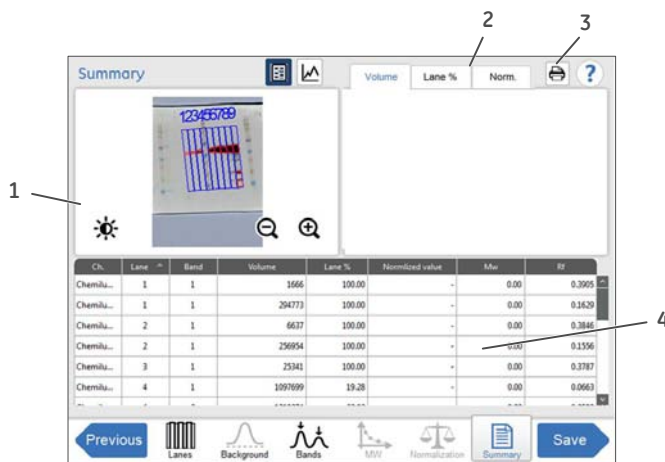 2
3
Summary
Volume Lane % Norm.
?
123456789
1
Ch. Lane Band Volume Lane % Normlized value Mw Rf
Chemilu... 1 1 1666 100.00 - 0.00 0.3905
Chemilu... 1 1 294773 100.00 - 0.00 0.1629
Chemilu... 2 1 6637 100.00 - 0.00 0.3846
4
Chemilu... 2 1 256954 100.00 - 0.00 0.1556
Chemilu... 3 1 25341 100.00 - 0.00 0.3787
Chemilu... 4 1 1097699 19.28 - 0.00 0.0663
Previous Lanes Background Bands MW Normalization Summary Save